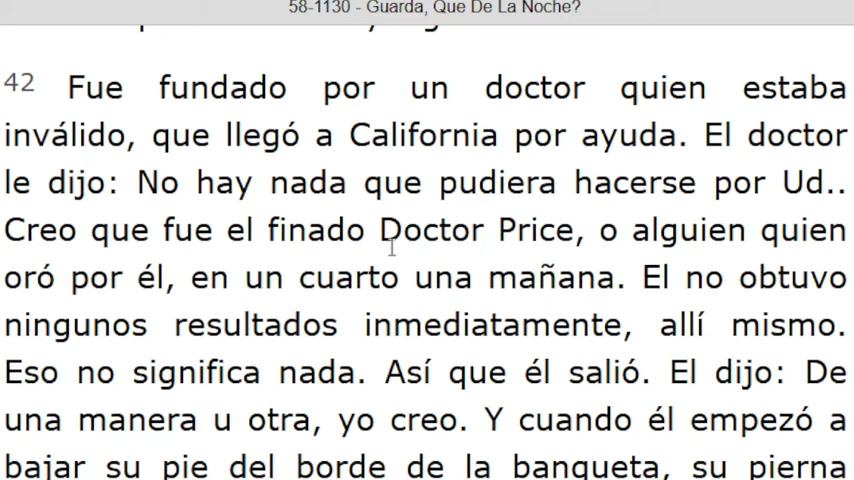 58-1130 - Guarda, Que De La Noche?
42 Fue fundado por un doctor quien estaba
inválido, que llegó a California por ayuda. El doctor
le dijo: No hay nada que pudiera hacerse por Ud..
Creo que fue el finado Doctor Price, o alguien quien
oró por él, en un cuarto una mañana. El no obtuvo
ningunos resultados inmediatamente, allí mismo.
Eso no significa nada. Así que él salió. El dijo: De
una manera u otra, yo creo. Y cuando él empezó a
bajar su pie del borde de la banqueta, su pierna